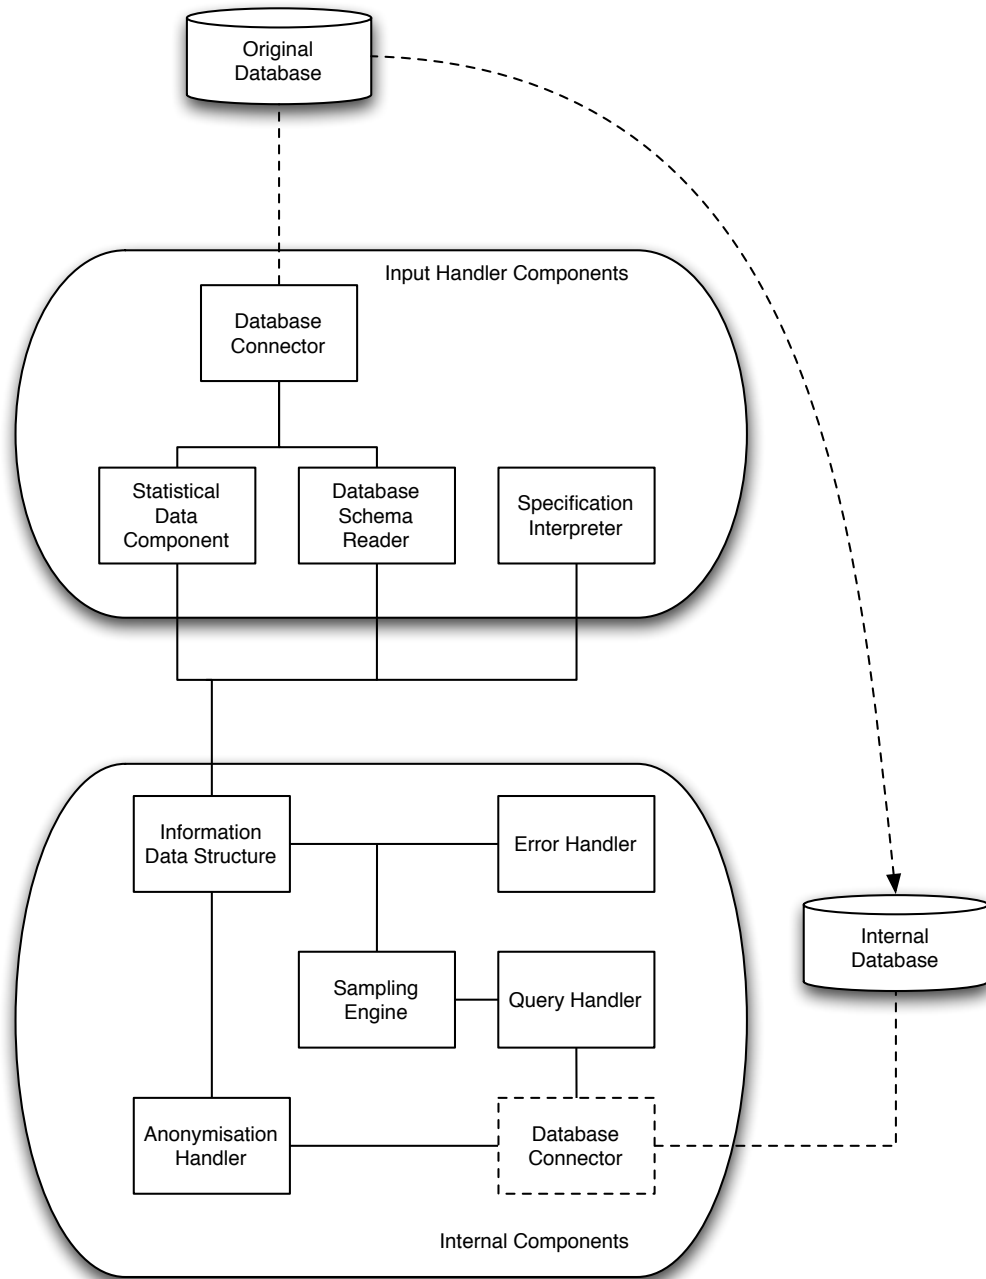 Original
Database
Input Handler Components
Database
Connector
Statistical
Data
Component
Database
Schema
Reader
Specification
Interpreter
Information
Data Structure
Error Handler
Sampling
Engine
Query Handler
Internal
Database
Anonymisation
Handler
Database
Connector
Internal Components